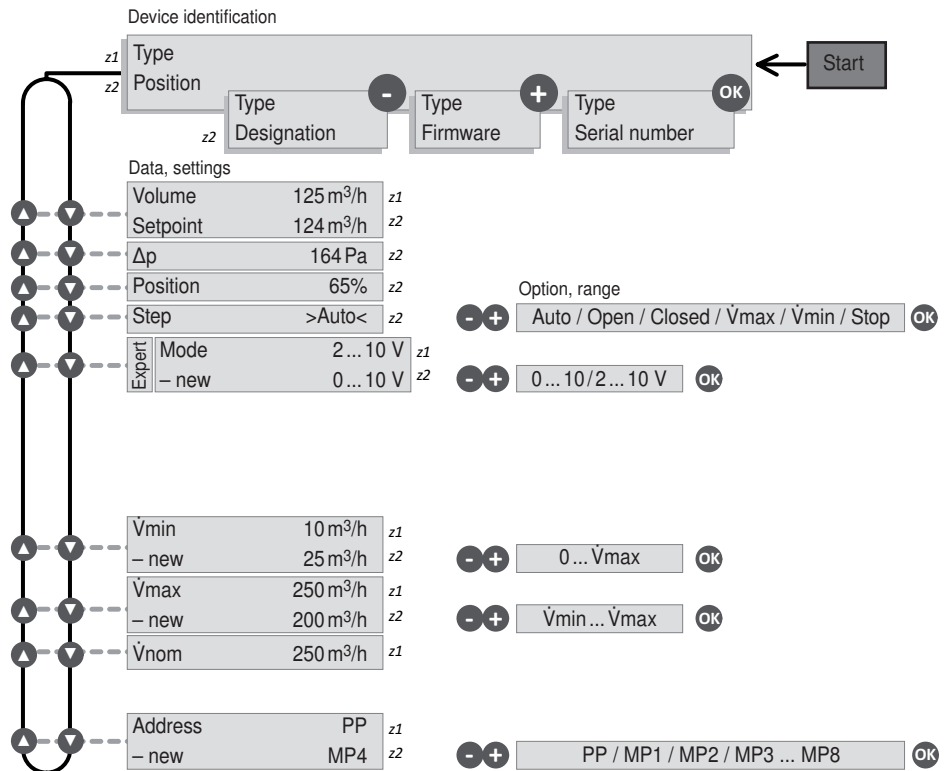 Device identification
z1 Type
Start
z2 Position
- + OK
Type Type Type
z2 Designation Firmware Serial number
Data, settings
Volume 125 m³/h z1
Setpoint 124 m³/h z2
Δp 164 Pa z2
Position 65% z2
Option, range
Step >Auto< z2 - + Auto / Open / Closed / V̇max / V̇min / Stop OK
Expert
Mode 2...10 V z1
– new 0...10 V z2 - + 0...10/2...10 V OK
V̇min 10 m³/h z1
– new 25 m³/h z2 - + 0...V̇max OK
V̇max 250 m³/h z1
– new 200 m³/h z2 - + V̇min...V̇max OK
V̇nom 250 m³/h z1
Address PP z1
– new MP4 z2 - + PP / MP1 / MP2 / MP3 ... MP8 OK